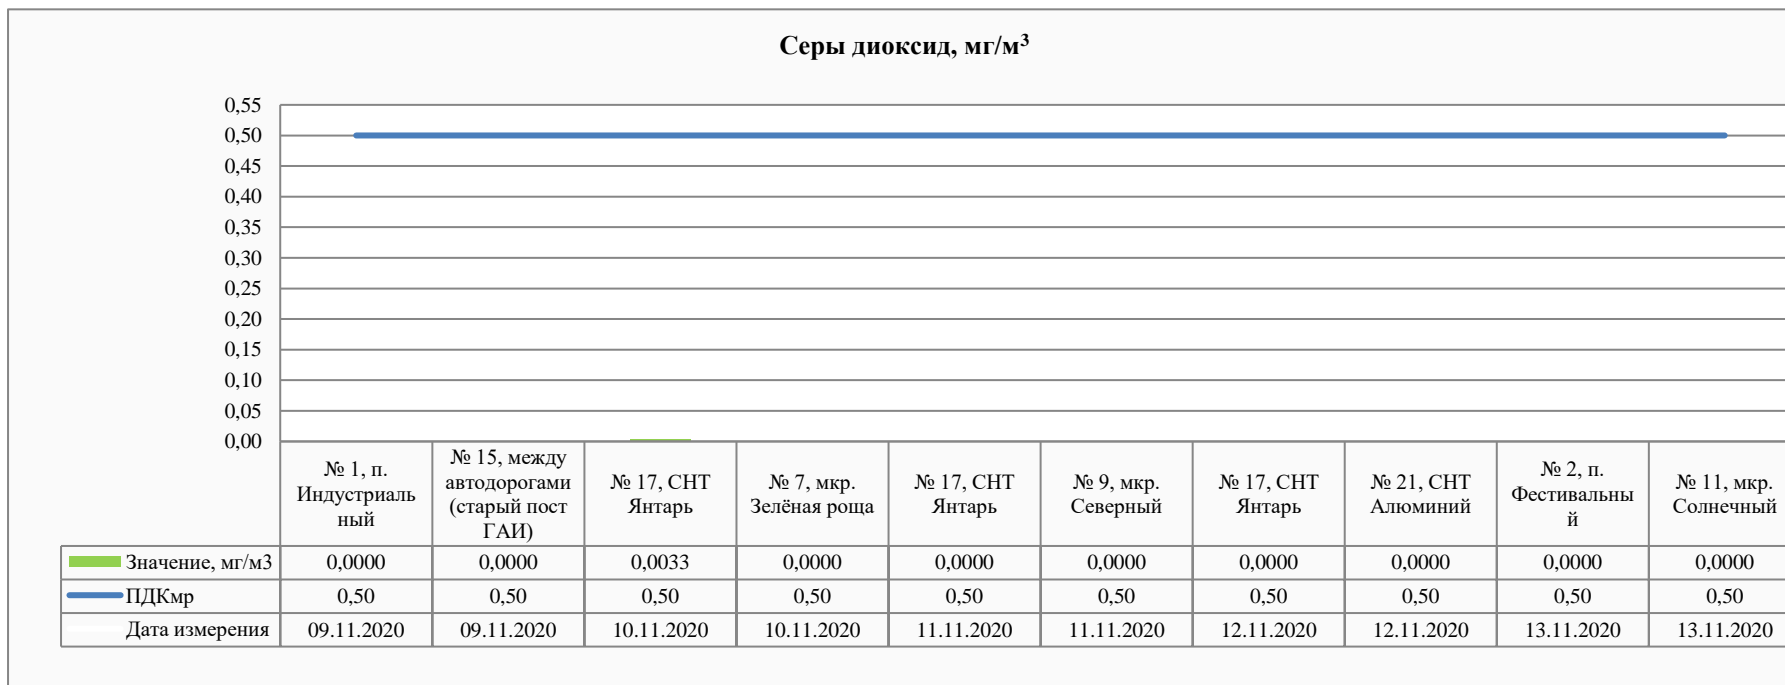 Серы диоксид, мг/м³
0,55
0,50
0,45
0,40
0,35
0,30
0,25
0,20
0,15
0,10
0,05
0,00
№ 1, п.
Индустриаль
ный
№ 15, между
автодорогами
(старый пост
ГАИ)
№ 17, СНТ
Янтарь
№ 7, мкр.
Зелёная роща
№ 17, СНТ
Янтарь
№ 9, мкр.
Северный
№ 17, СНТ
Янтарь
№ 21, СНТ
Алюминий
№ 2, п.
Фестивальны
й
№ 11, мкр.
Солнечный
Значение, мг/м3 0,0000 0,0000 0,0033 0,0000 0,0000 0,0000 0,0000 0,0000 0,0000 0,0000
ПДКмр 0,50 0,50 0,50 0,50 0,50 0,50 0,50 0,50 0,50 0,50
Дата измерения 09.11.2020 09.11.2020 10.11.2020 10.11.2020 11.11.2020 11.11.2020 12.11.2020 12.11.2020 13.11.2020 13.11.2020